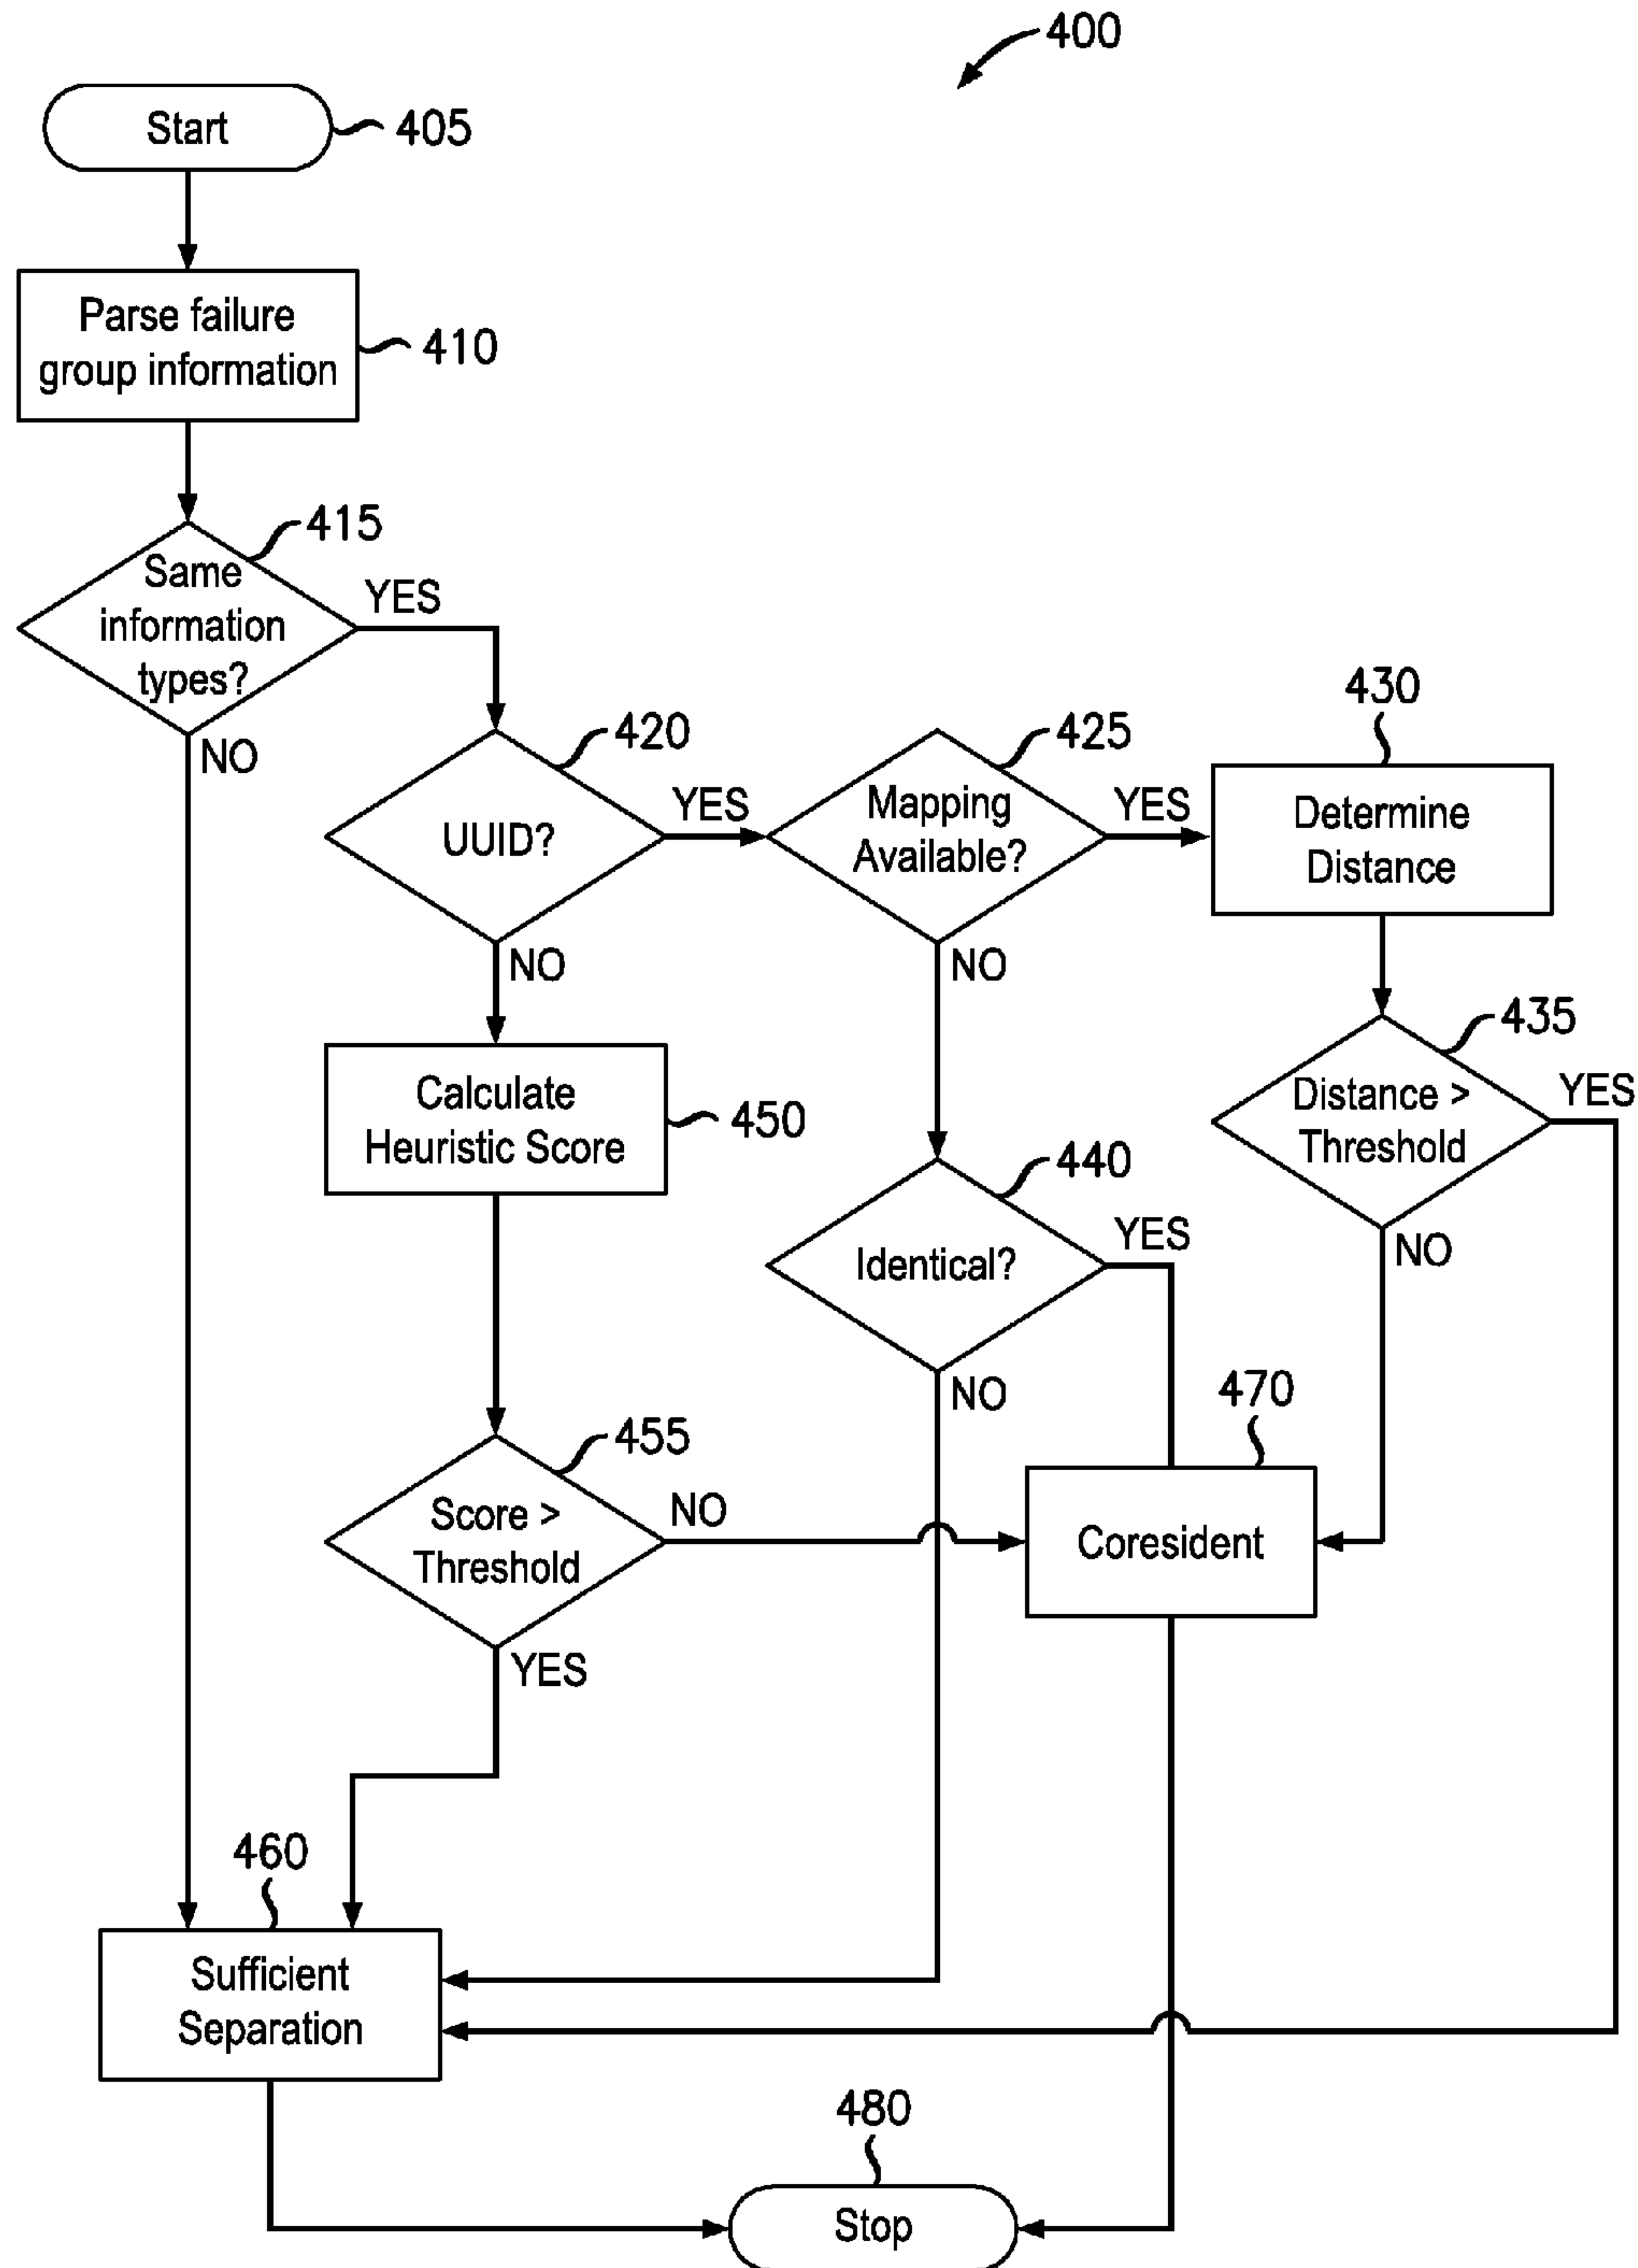 400
Start
405
Parse failure
group information
410
415
Same
information
types?
YES
NO
420
UUID?
YES
NO
425
Mapping
Available?
YES
NO
430
Determine
Distance
435
Distance >
Threshold
YES
NO
Calculate
Heuristic Score
450
440
Identical?
YES
NO
455
Score >
Threshold
NO
YES
470
Coresident
460
Sufficient
Separation
480
Stop